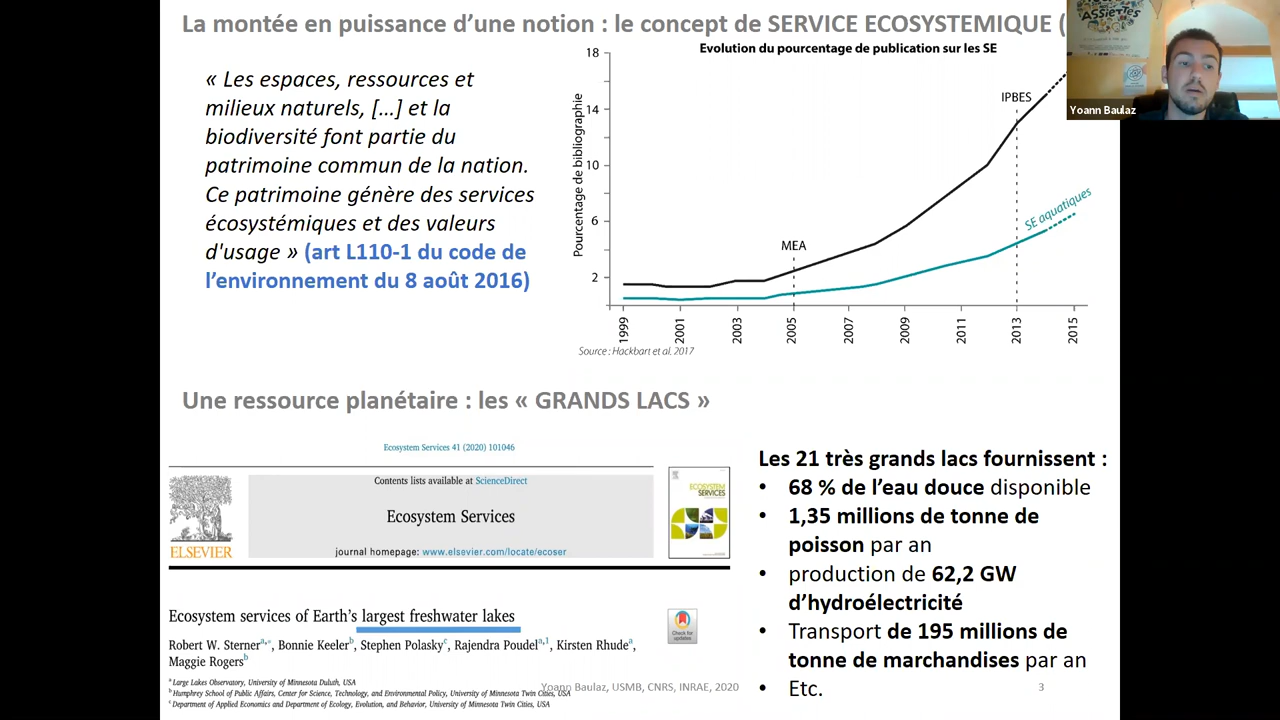 La montée en puissance d’une notion : le concept de SERVICE ECOSYSTEMIQUE (
« Les espaces, ressources et
milieux naturels, […] et la
biodiversité font partie du
patrimoine commun de la nation.
Ce patrimoine génère des services
écosystémiques et des valeurs
d'usage » (art L110-1 du code de
l’environnement du 8 août 2016)
Evolution du pourcentage de publication sur les SE
Pourcentage de bibliographie
18
14
10
6
2
MEA
IPBES
SE aquatiques
1999
2001
2003
2005
2007
2009
2011
2013
2015
Source : Hackbart et al. 2017
Yoann Baulaz
Une ressource planétaire : les « GRANDS LACS »
Ecosystem Services 41 (2020) 101046
Contents lists available at ScienceDirect
Ecosystem Services
journal homepage: www.elsevier.com/locate/ecoser
ELSEVIER
ECOSYSTEM
SERVICES
Ecosystem services of Earth’s largest freshwater lakes
Check for
updates
Robert W. Sterner a,*, Bonnie Keeler b, Stephen Polasky c, Rajendra Poudel a,1, Kirsten Rhude a,
Maggie Rogers b
a Large Lakes Observatory, University of Minnesota Duluth, USA
b Humphrey School of Public Affairs, Center for Science, Technology, and Environmental Policy, University of Minnesota Twin Cities, USA
c Department of Applied Economics and Department of Ecology, Evolution, and Behavior, University of Minnesota Twin Cities, USA
Les 21 très grands lacs fournissent :
• 68 % de l’eau douce disponible
• 1,35 millions de tonne de
poisson par an
• production de 62,2 GW
d’hydroélectricité
• Transport de 195 millions de
tonne de marchandises par an
• Etc.
Yoann Baulaz, USMB, CNRS, INRAE, 2020
3